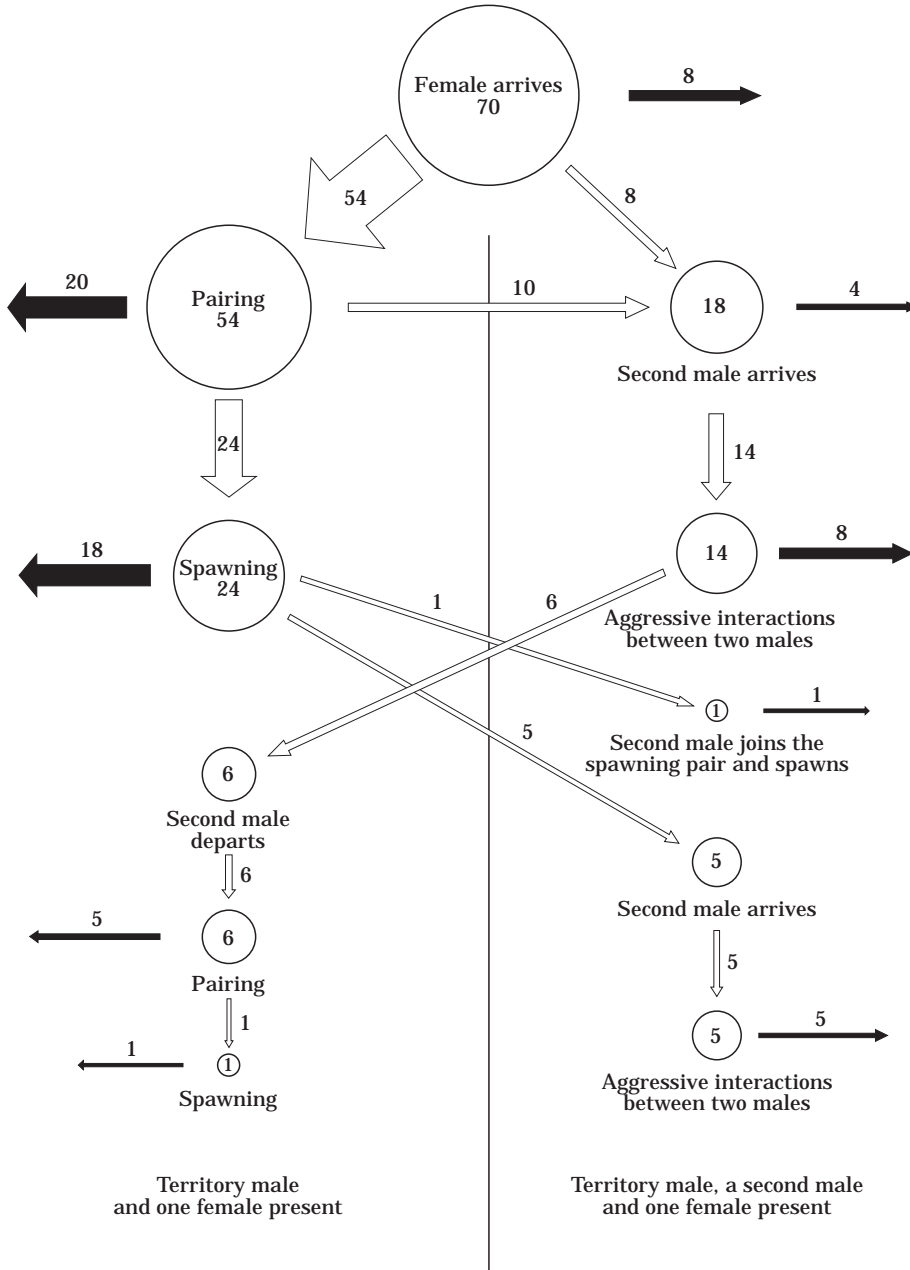 Female arrives
70
8
54
8
20
Pairing
54
10
18
4
Second male arrives
24
14
18
Spawning
24
14
8
1
6
Aggressive interactions
between two males
1
1
5
Second male joins the
spawning pair and spawns
6
Second male
departs
6
5
Second male arrives
5
6
Pairing
5
1
5
5
1
1
Spawning
Aggressive interactions
between two males
Territory male
and one female present
Territory male, a second male
and one female present